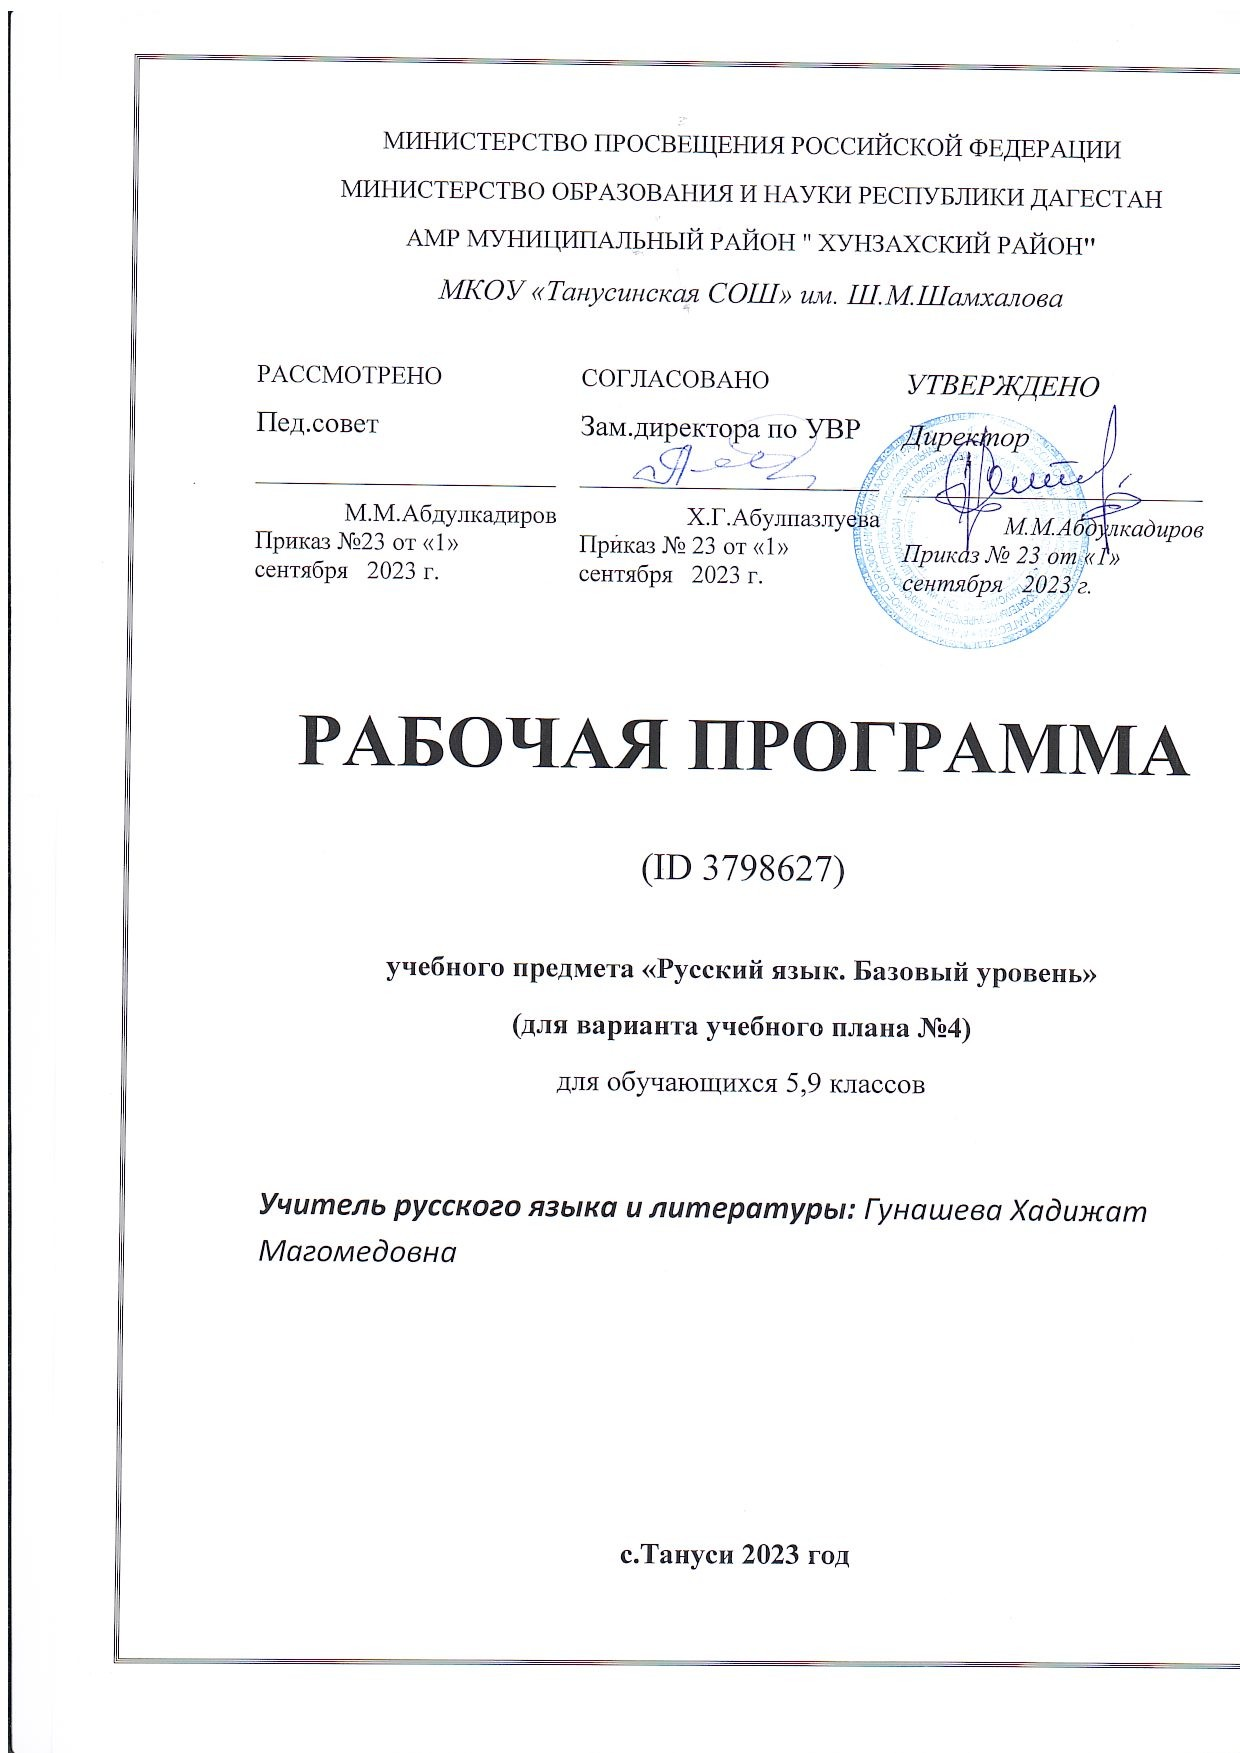 МИНИСТЕРСТВО ПРОСВЕЩЕНИЯ РОССИЙСКОЙ ФЕДЕРАЦИИ
МИНИСТЕРСТВО ОБРАЗОВАНИЯ И НАУКИ РЕСПУБЛИКИ ДАГЕСТАН
АМР МУНИЦИПАЛЬНЫЙ РАЙОН " ХУНЗАХСКИЙ РАЙОН"
МКОУ «Танусинская СОШ» им. Ш.М.Шамхалова
РАССМОТРЕНО
Пед.совет
М.М.Абдулкадиров
Приказ №23 от «1»
сентября 2023 г.
СОГЛАСОВАНО
Зам.директора по УВР
Х.Г.Абулпазлуева
Приказ № 23 от «1»
сентября 2023 г.
УТВЕРЖДЕНО
Директор
М.М.Абдулкадиров
Приказ № 23 от «1»
сентября 2023 г.
РАБОЧАЯ ПРОГРАММА
(ID 3798627)
учебного предмета «Русский язык. Базовый уровень»
(для варианта учебного плана №4)
для обучающихся 5,9 классов
Учитель русского языка и литературы: Гунашева Хадижат
Магомедовна
с.Тануси 2023 год